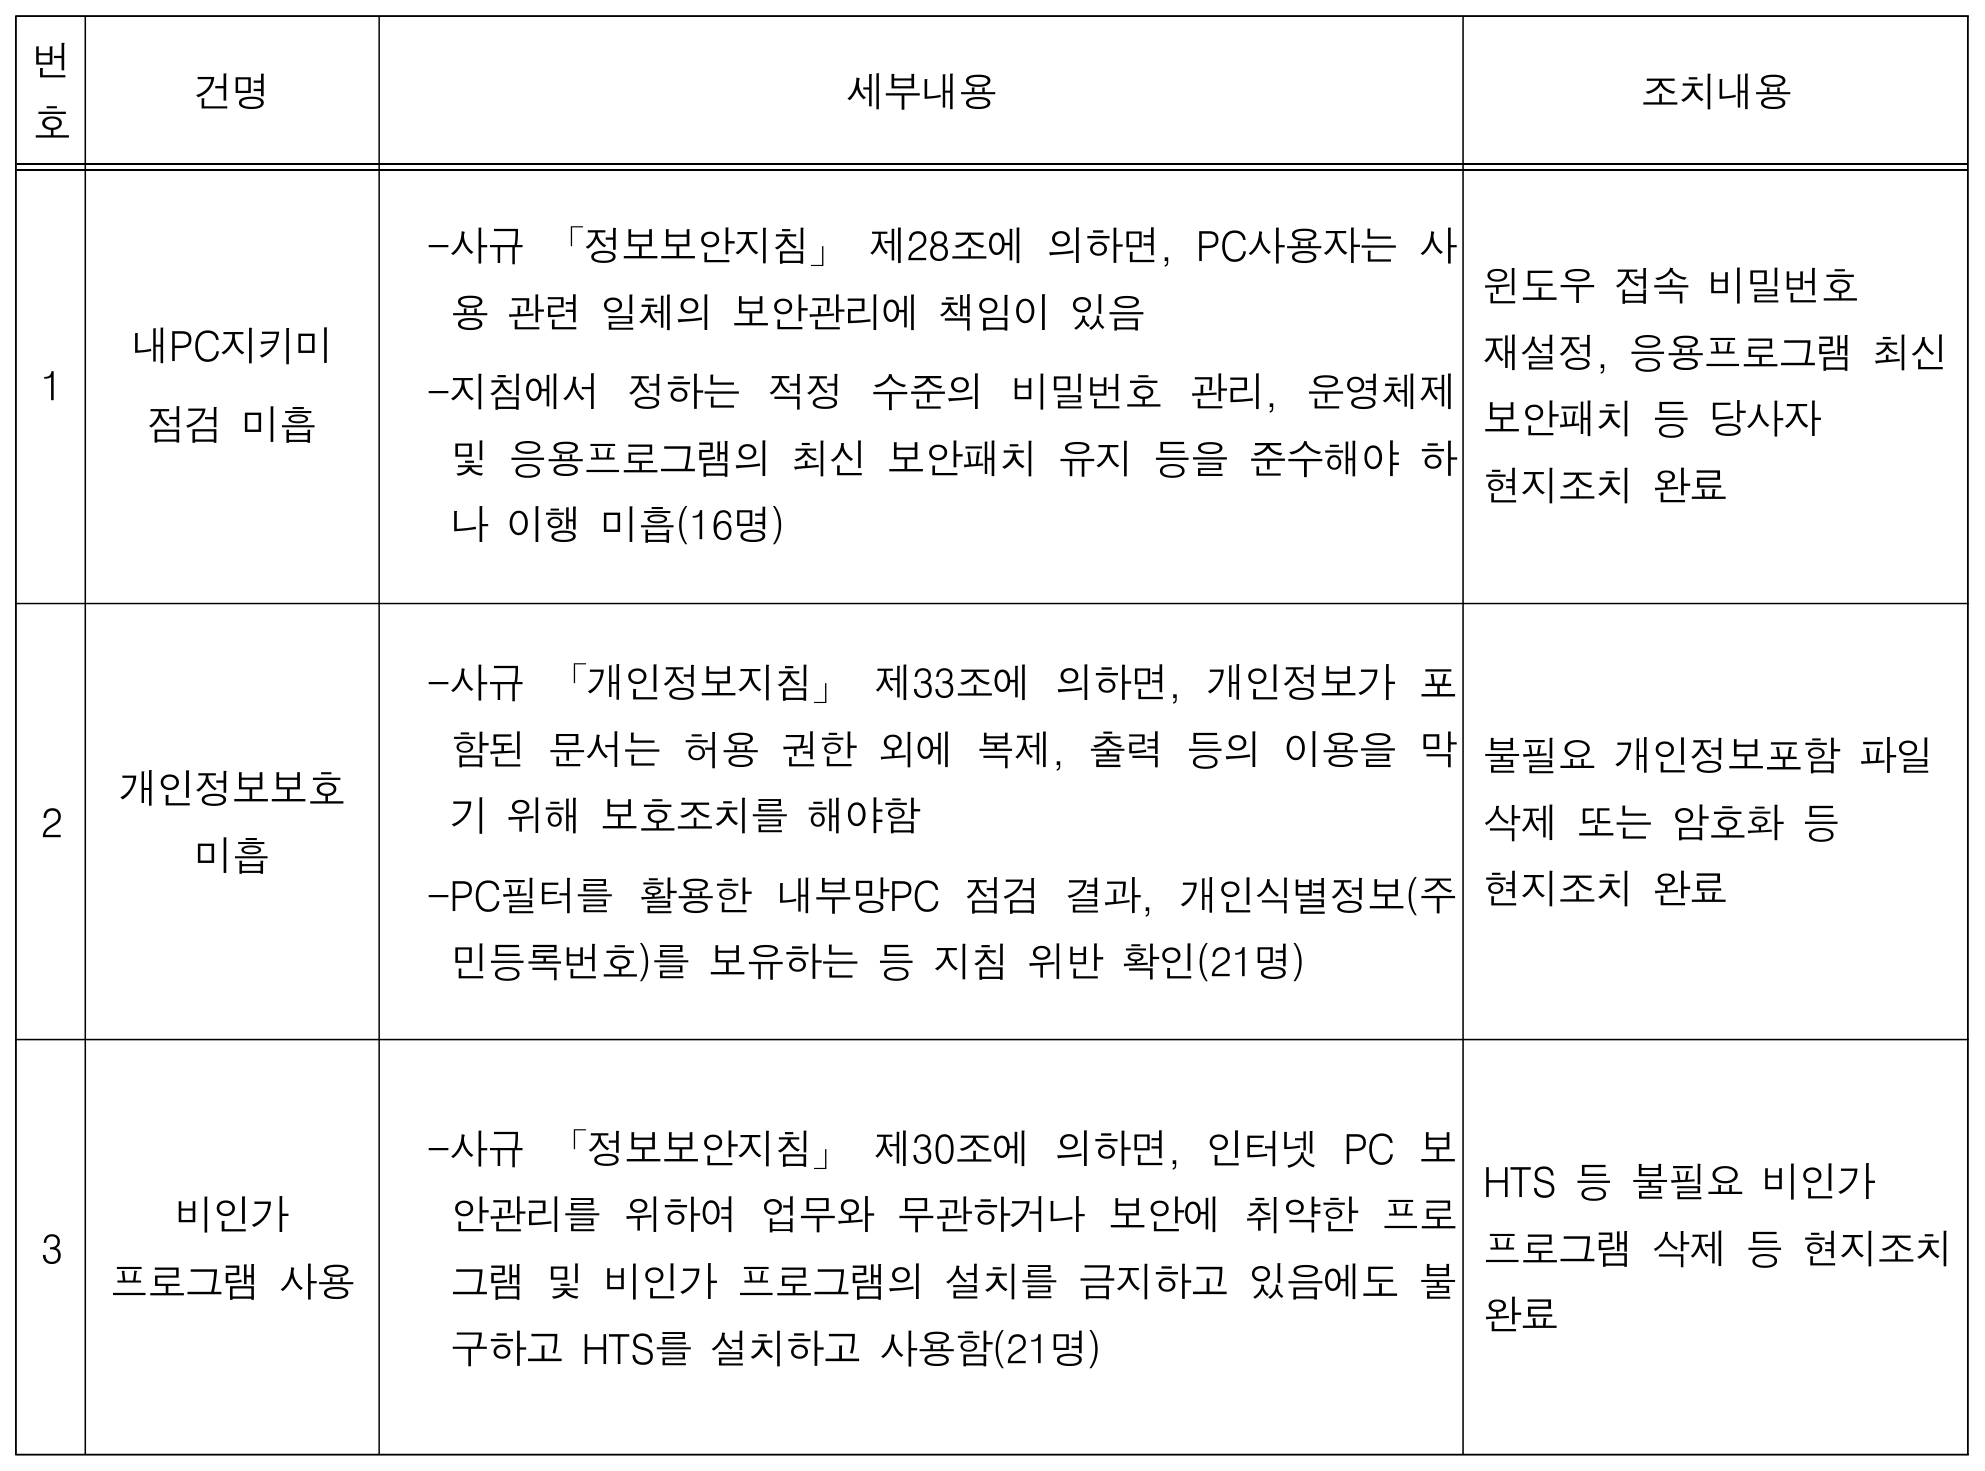 번
호
건명
세부내용
조치내용
1
내PC지키미
점검 미흡
-사규 「정보보안지침」 제28조에 의하면, PC사용자는 사
용 관련 일체의 보안관리에 책임이 있음
-지침에서 정하는 적정 수준의 비밀번호 관리, 운영체제
및 응용프로그램의 최신 보안패치 유지 등을 준수해야 하
나 이행 미흡(16명)
윈도우 접속 비밀번호
재설정, 응용프로그램 최신
보안패치 등 당사자
현지조치 완료
2
개인정보보호
미흡
-사규 「개인정보지침」 제33조에 의하면, 개인정보가 포
함된 문서는 허용 권한 외에 복제, 출력 등의 이용을 막
기 위해 보호조치를 해야함
-PC필터를 활용한 내부망PC 점검 결과, 개인식별정보(주
민등록번호)를 보유하는 등 지침 위반 확인(21명)
불필요 개인정보포함 파일
삭제 또는 암호화 등
현지조치 완료
3
비인가
프로그램 사용
-사규 「정보보안지침」 제30조에 의하면, 인터넷 PC 보
안관리를 위하여 업무와 무관하거나 보안에 취약한 프로
그램 및 비인가 프로그램의 설치를 금지하고 있음에도 불
구하고 HTS를 설치하고 사용함(21명)
HTS 등 불필요 비인가
프로그램 삭제 등 현지조치
완료